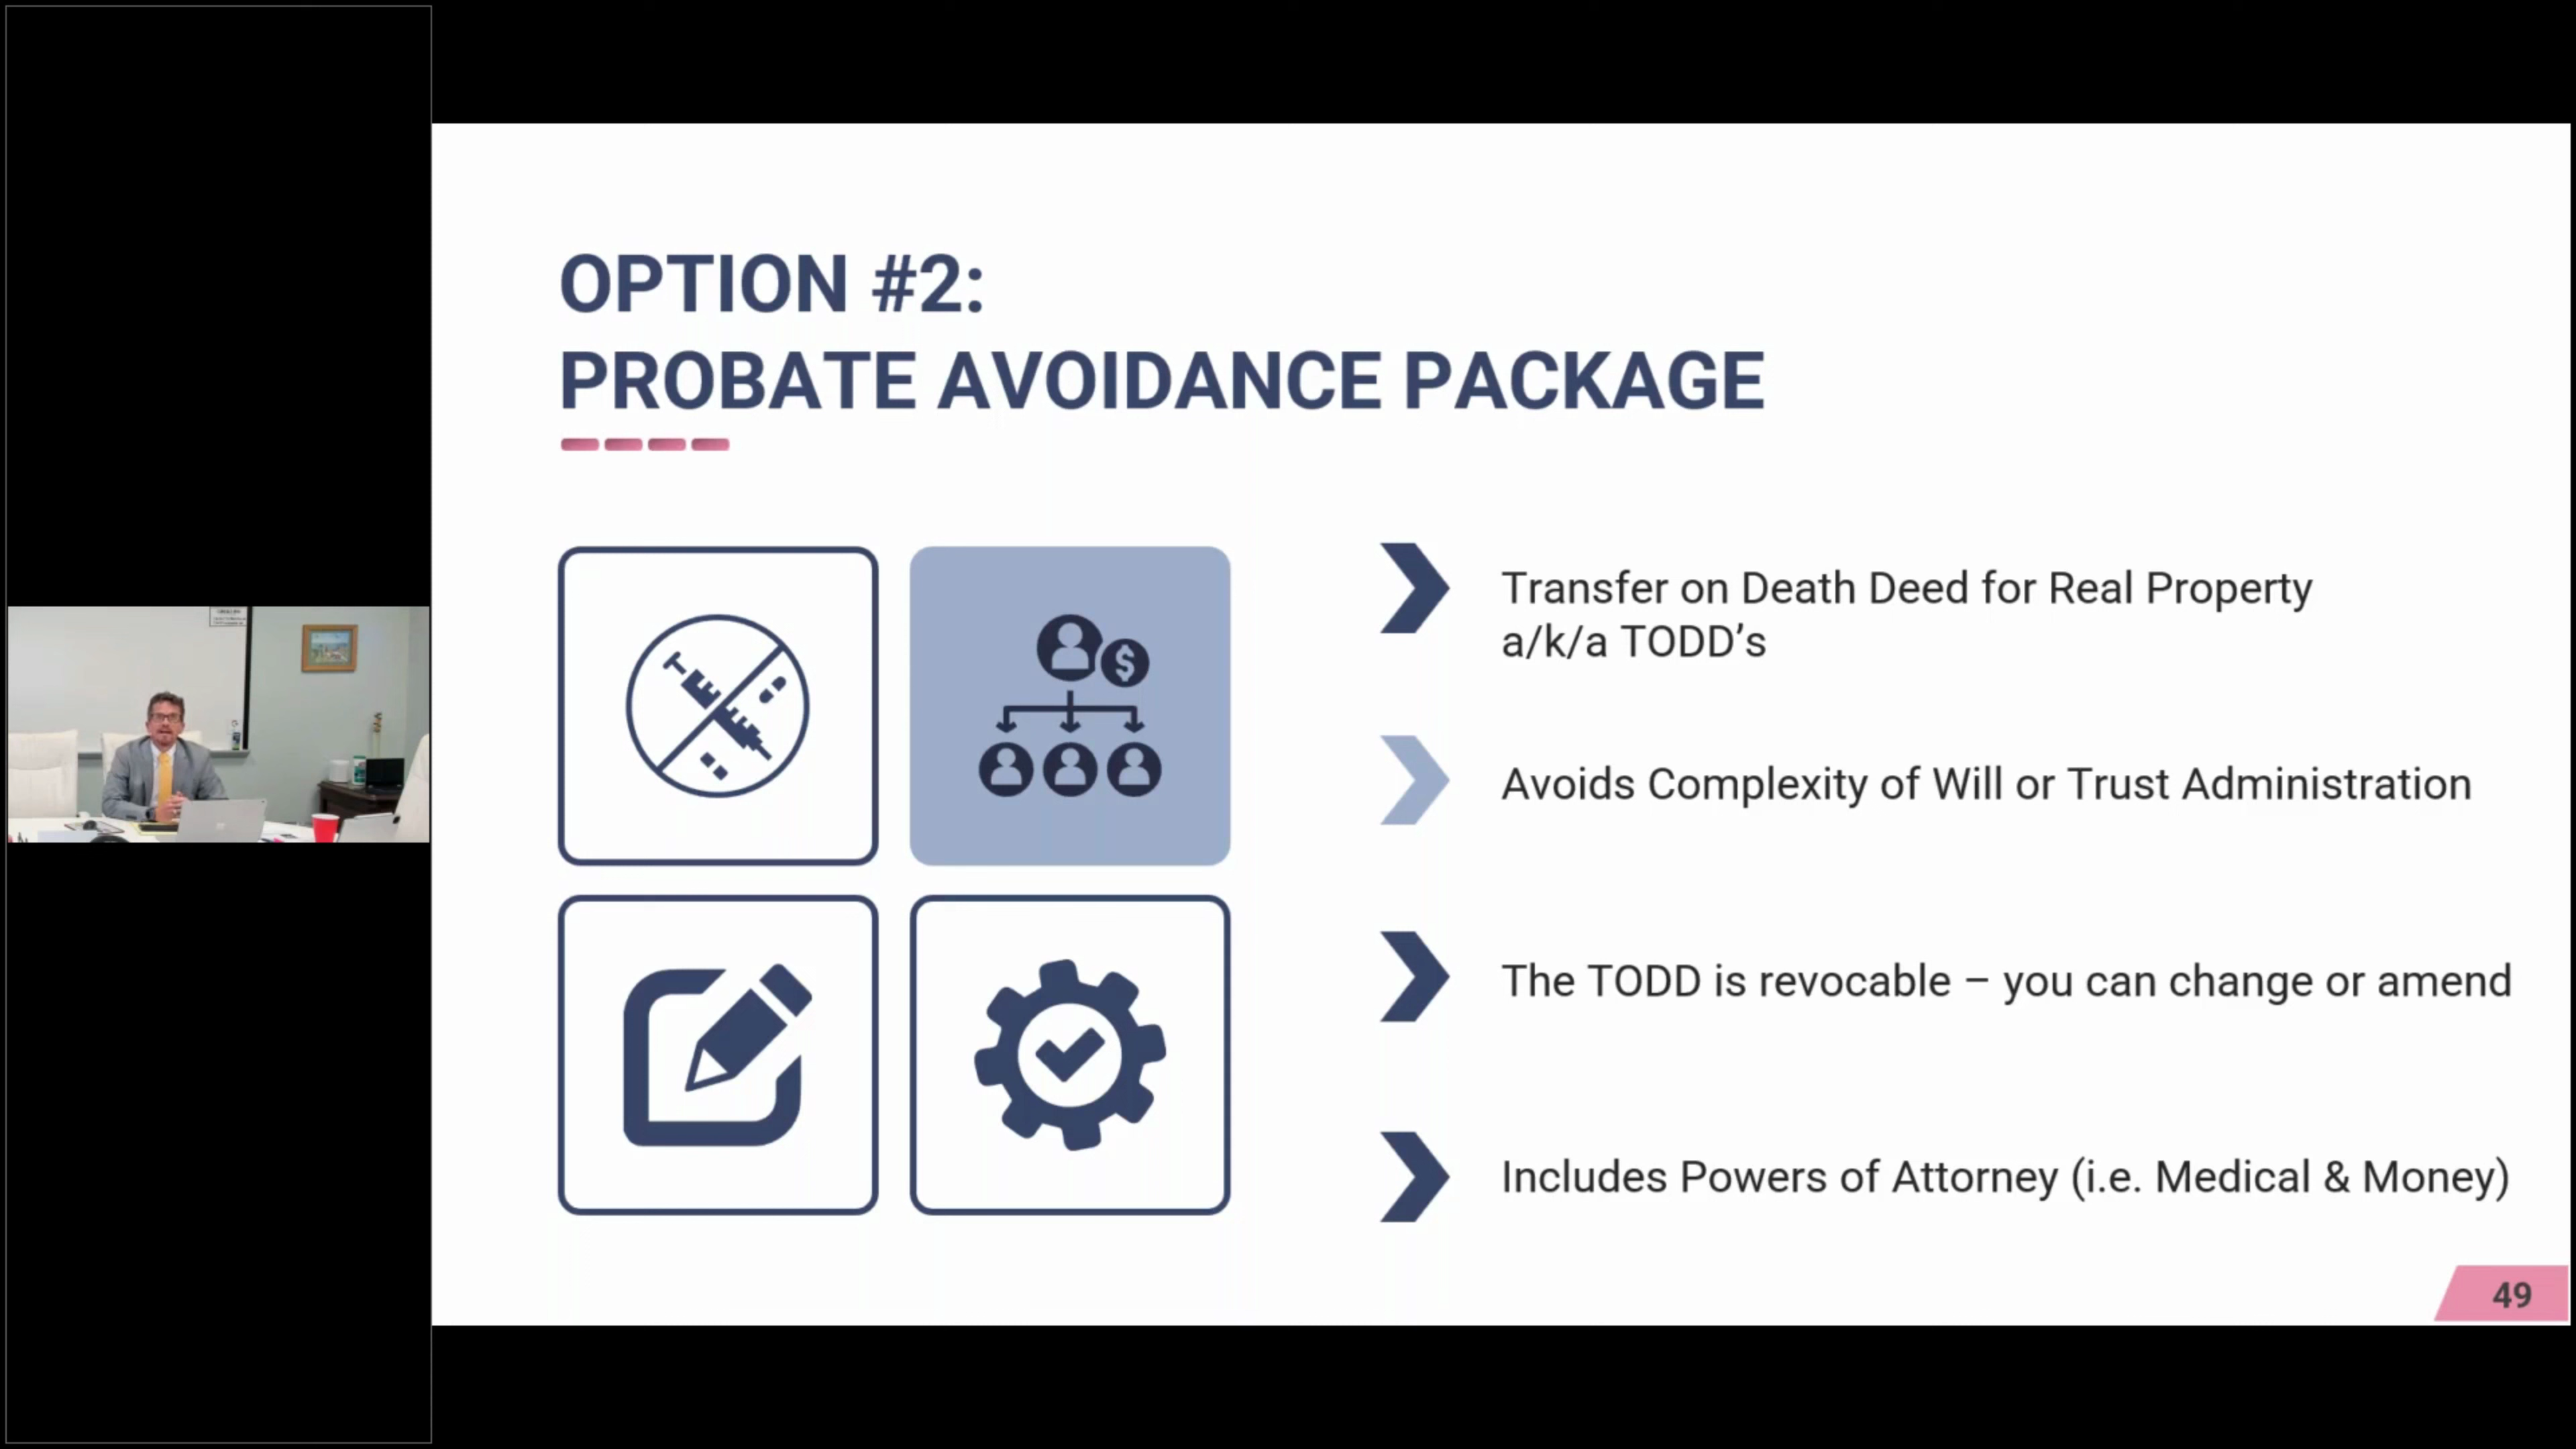 OPTION #2:
PROBATE AVOIDANCE PACKAGE
$
Transfer on Death Deed for Real Property
a/k/a TODD’s
Avoids Complexity of Will or Trust Administration
The TODD is revocable – you can change or amend
Includes Powers of Attorney (i.e. Medical & Money)
49